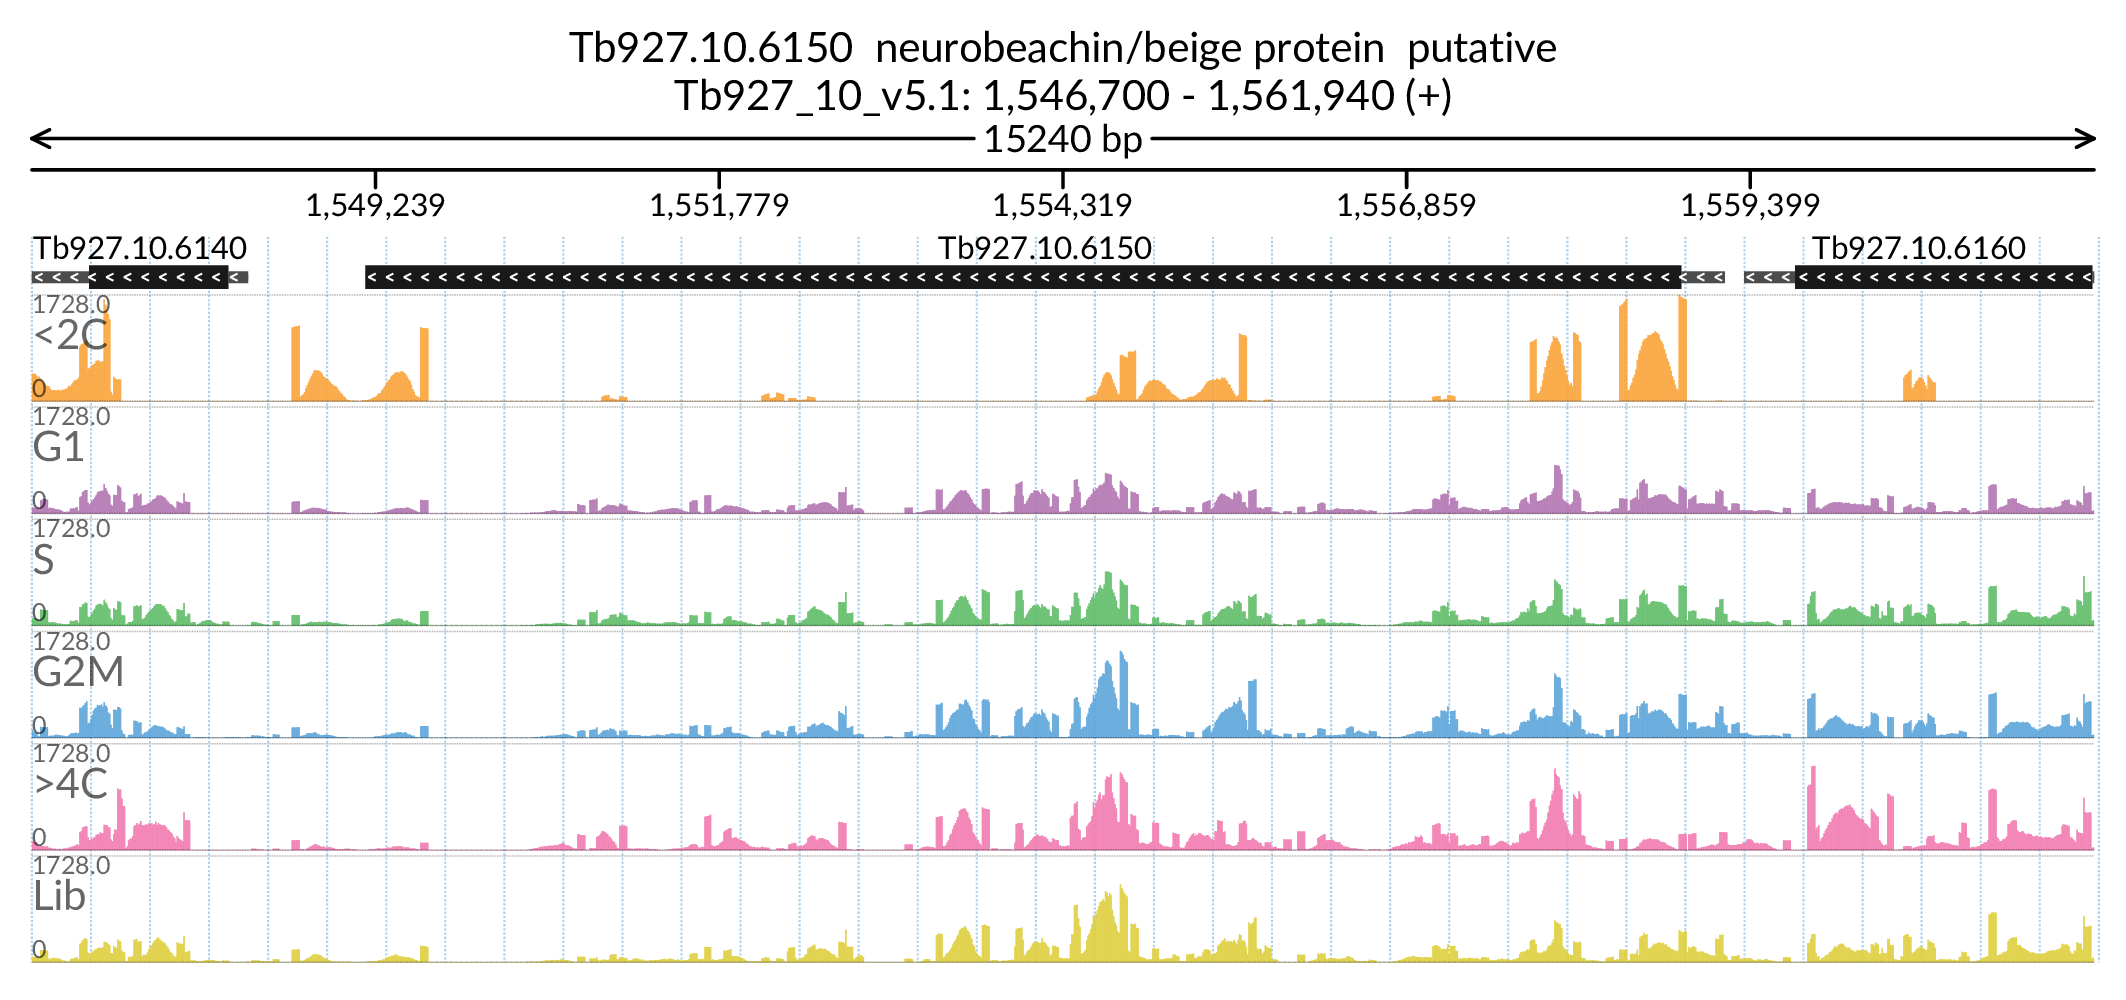 Tb927.10.6150  neurobeachin/beige protein  putative
Tb927_10_v5.1: 1,546,700 - 1,561,940 (+)
15240 bp
1,549,239 1,551,779 1,554,319 1,556,859 1,559,399
Tb927.10.6140 Tb927.10.6150 Tb927.10.6160
1728.0
<2C
0
1728.0
G1
0
1728.0
S
0
1728.0
G2M
0
1728.0
>4C
0
1728.0
Lib
0